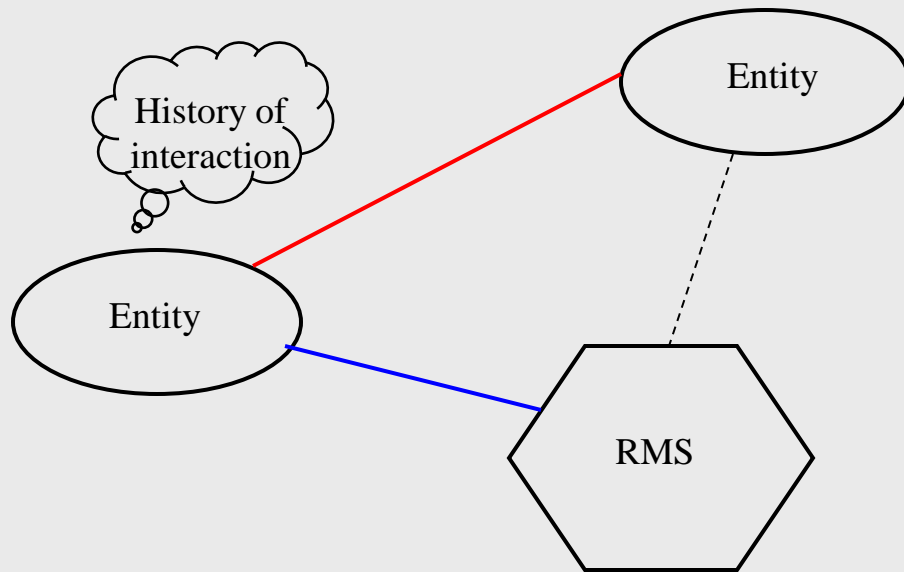 Entity
History of
interaction
Entity
RMS